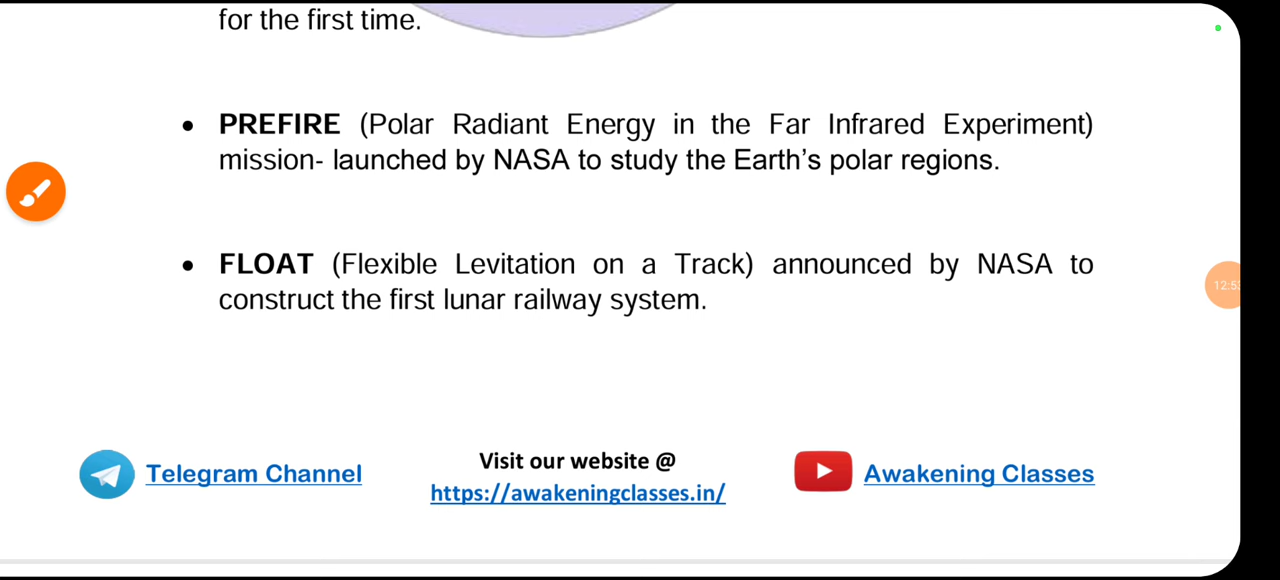 for the first time.
• PREFIRE (Polar Radiant Energy in the Far Infrared Experiment)
mission- launched by NASA to study the Earth’s polar regions.
• FLOAT (Flexible Levitation on a Track) announced by NASA to
construct the first lunar railway system.
Telegram Channel
Visit our website @
https://awakeningclasses.in/
Awakening Classes